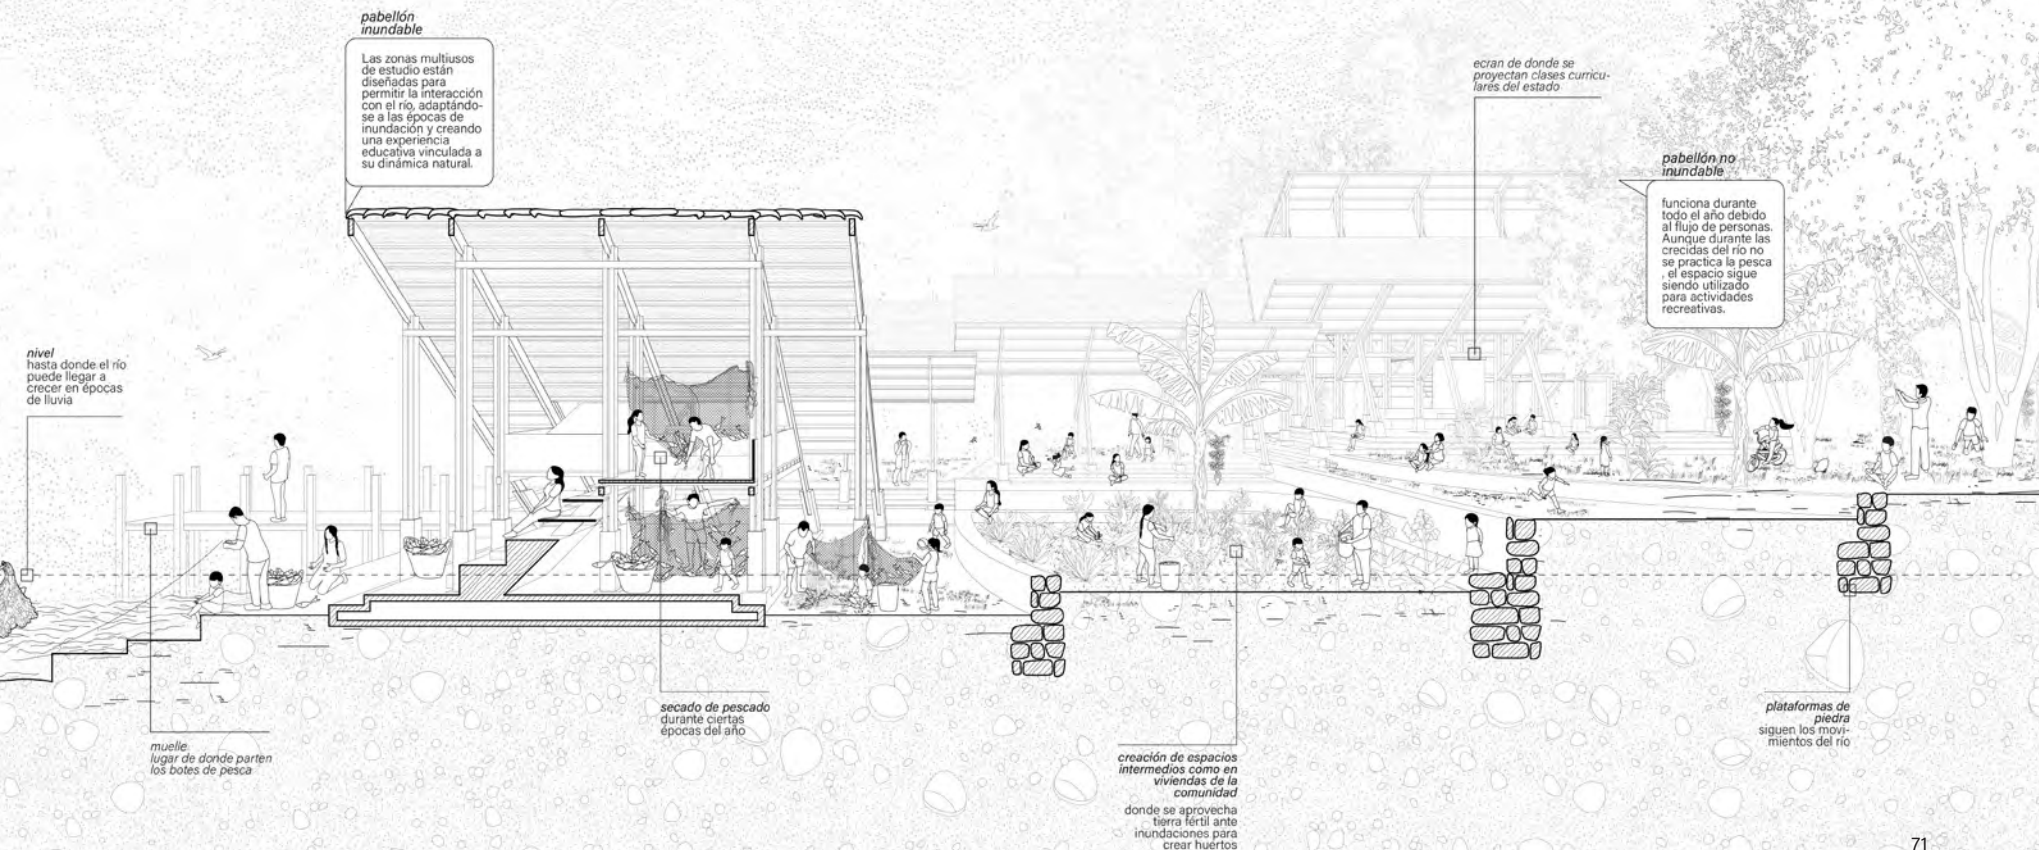 pabellón
inundable
Las zonas multiusos
de estudio están
diseñadas para
permitir la interacción
con el río, adaptándo-
se a las épocas de
inundación y creando
una experiencia
educativa vinculada a
su dinámica natural.
ecran de donde se
proyectan clases curricu-
lares del estado
pabellón no
inundable
funciona durante
todo el año debido
al flujo de personas.
Aunque durante las
crecidas del río no
se practica la pesca
, el espacio sigue
siendo utilizado
para actividades
recreativas.
nivel
hasta donde el río
puede llegar a
crecer en épocas
de lluvia
muelle
lugar de donde parten
los botes de pesca
secado de pescado
durante ciertas
épocas del año
creación de espacios
intermedios como en
viviendas de la
comunidad
donde se aprovecha
tierra fértil ante
inundaciones para
crear huertos
plataformas de
piedra
siguen los movi-
mientos del río
71